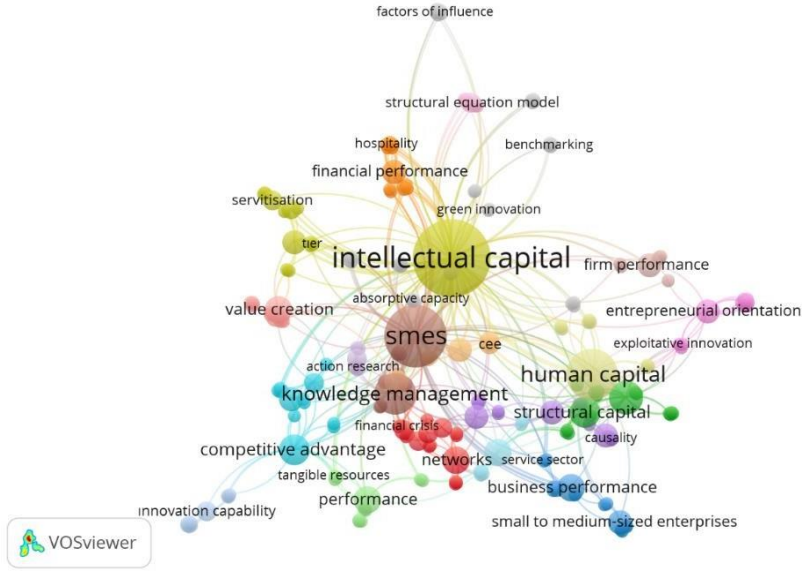 factors of influence
structural equation model
hospitality
benchmarking
financial performance
servitisation
green innovation
tier
intellectual capital
firm performance
absorptive capacity
value creation
entrepreneurial orientation
smes
cee
exploitative innovation
action research
human capital
knowledge management
structural capital
financial crisis
causality
competitive advantage
networks
service sector
tangible resources
business performance
performance
innovation capability
small to medium-sized enterprises
VOSviewer